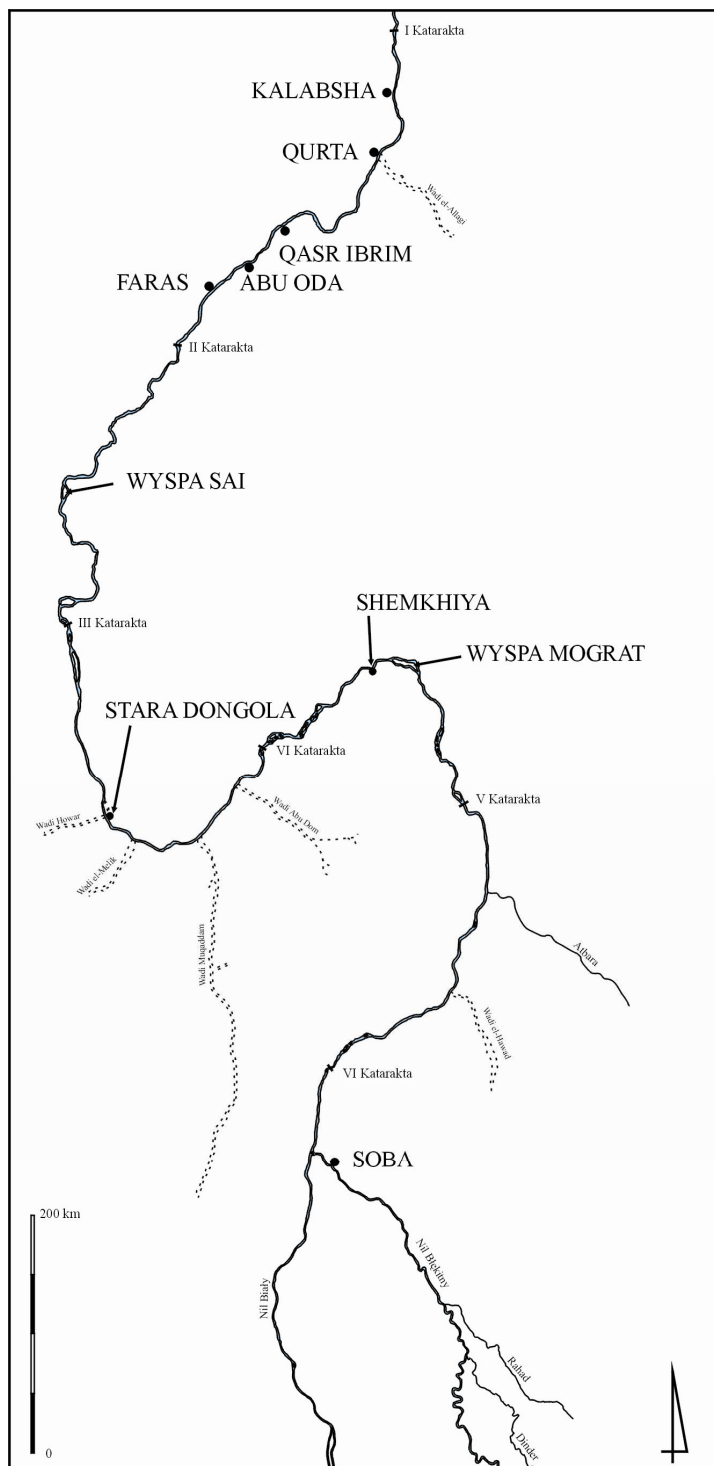 I Katarakta
KALABSHA
QURTA
Wadi el-Allagi
QASR IBRIM
FARAS
ABU ODA
II Katarakta
WYSPA SAI
SHEMKHIYA
III Katarakta
WYSPA MOGRAT
STARA DONGOLA
VI Katarakta
V Katarakta
Wadi Howar
Wadi Abu Dom
Wadi el-Melik
Wadi Muqaddam
Atbara
Wadi el-Hawad
VI Katarakta
SOBA
200 km
Nil Błękitny
Nil Biały
Rahad
Dinder
0